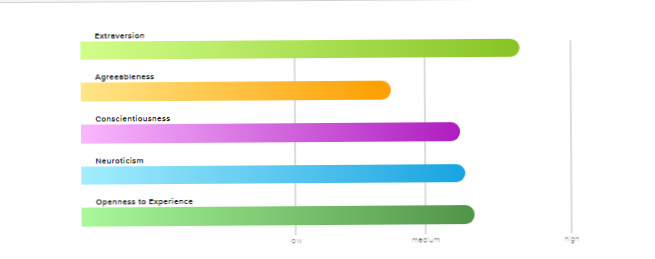 Extraversion
Agreeableness
Conscientiousness
Neuroticism
Openness to Experience
low medium high